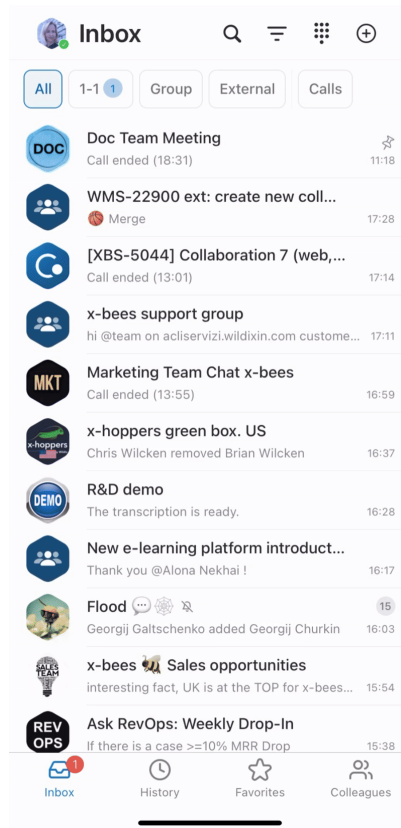 Inbox
All
1-1 1
Group
External
Calls
DOC
Doc Team Meeting
Call ended (18:31)
11:18
WMS-22900 ext: create new coll...
Merge
17:28
[XBS-5044] Collaboration 7 (web,...
Call ended (13:01)
17:14
x-bees support group
hi @team on acliservizi.wildixin.com custome...
17:11
MKT
Marketing Team Chat x-bees
Call ended (13:55)
16:59
x-hoppers
x-hoppers green box. US
Chris Wilcken removed Brian Wilcken
16:37
DEMO
R&D demo
The transcription is ready.
16:28
New e-learning platform introduct...
Thank you @Alona Nekhai !
16:17
Flood 💬🕸
15
Georgij Galtschenko added Georgij Churkin
16:03
SALES
TEAM
x-bees 🐝 Sales opportunities
interesting fact, UK is at the TOP for x-bees...
15:54
REV
OPS
Ask RevOps: Weekly Drop-In
If there is a case >=10% MRR Drop
15:38
1
Inbox
History
Favorites
Colleagues